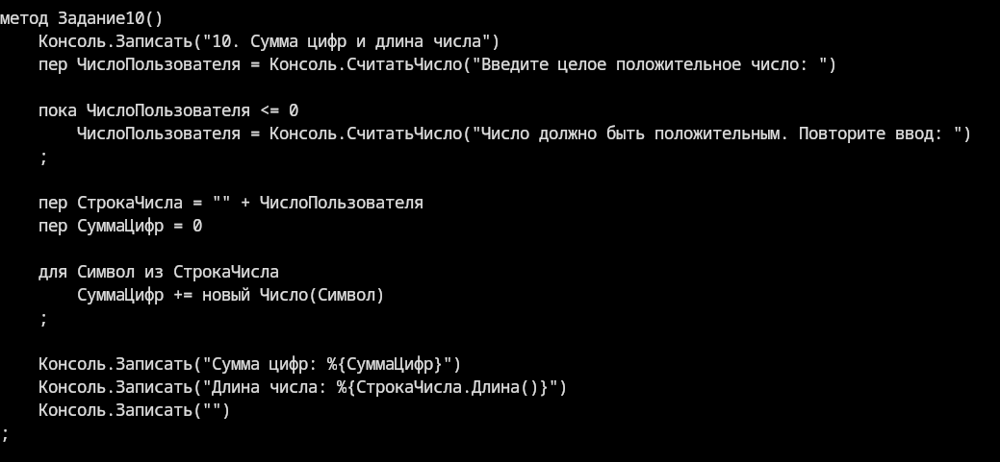 метод Задание10()
    Консоль.Записать("10. Сумма цифр и длина числа")
    пер ЧислоПользователя = Консоль.СчитатьЧисло("Введите целое положительное число: ")

    пока ЧислоПользователя <= 0
        ЧислоПользователя = Консоль.СчитатьЧисло("Число должно быть положительным. Повторите ввод: ")
    ;

    пер СтрокаЧисла = "" + ЧислоПользователя
    пер СуммаЦифр = 0

    для Символ из СтрокаЧисла
        СуммаЦифр += новый Число(Символ)
    ;

    Консоль.Записать("Сумма цифр: %{СуммаЦифр}")
    Консоль.Записать("Длина числа: %{СтрокаЧисла.Длина()}")
    Консоль.Записать("")
;